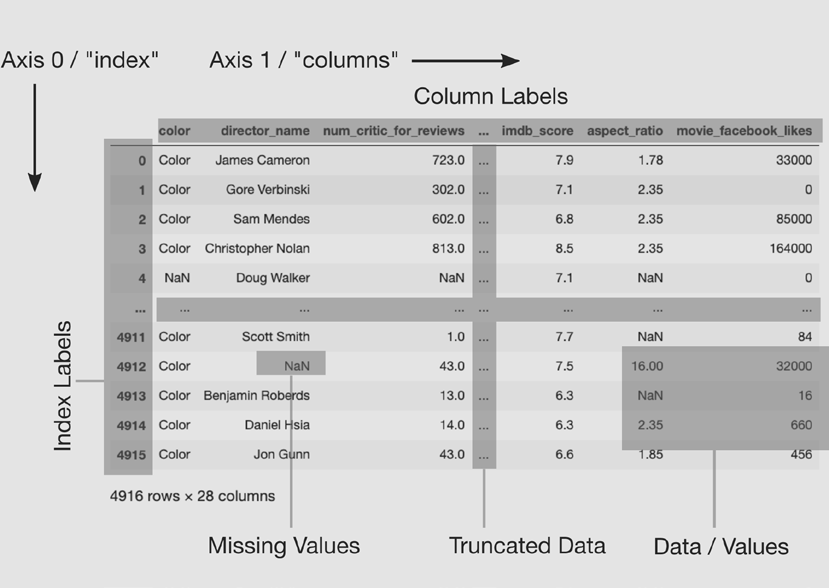 Axis 0 / "index" Axis 1 / "columns"
Column Labels
color director_name num_critic_for_reviews ... imdb_score aspect_ratio movie_facebook_likes
0 Color James Cameron 723.0 ... 7.9 1.78 33000
1 Color Gore Verbinski 302.0 ... 7.1 2.35 0
2 Color Sam Mendes 602.0 ... 6.8 2.35 85000
3 Color Christopher Nolan 813.0 ... 8.5 2.35 164000
4 NaN Doug Walker NaN ... 7.1 NaN 0
... ... ... ... ... ... ... ...
4911 Color Scott Smith 1.0 ... 7.7 NaN 84
4912 Color NaN 43.0 ... 7.5 16.00 32000
4913 Color Benjamin Roberds 13.0 ... 6.3 NaN 16
4914 Color Daniel Hsia 14.0 ... 6.3 2.35 660
4915 Color Jon Gunn 43.0 ... 6.6 1.85 456
Index Labels
4916 rows × 28 columns
Missing Values Truncated Data Data / Values